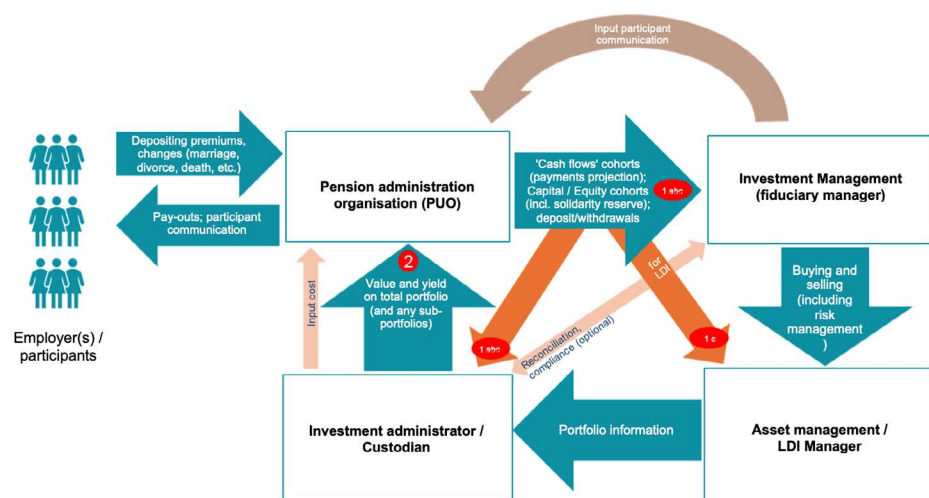 Input participant
communication
Depositing premiums,
changes (marriage,
divorce, death, etc.)
Pension administration
organisation (PUO)
'Cash flows' cohorts
(payments projection);
Capital / Equity cohorts
(incl. solidarity reserve);
deposit/withdrawals
1 abc
Investment Management
(fiduciary manager)
Pay-outs; participant
communication
2
Value and yield
on total portfolio
(and any sub-
portfolios)
Input cost
for
LDI
Buying and
selling
(including
risk
management
)
Employer(s) /
participants
1 abc
Reconciliation,
compliance (optional)
1 c
Investment administrator /
Custodian
Portfolio information
Asset management /
LDI Manager